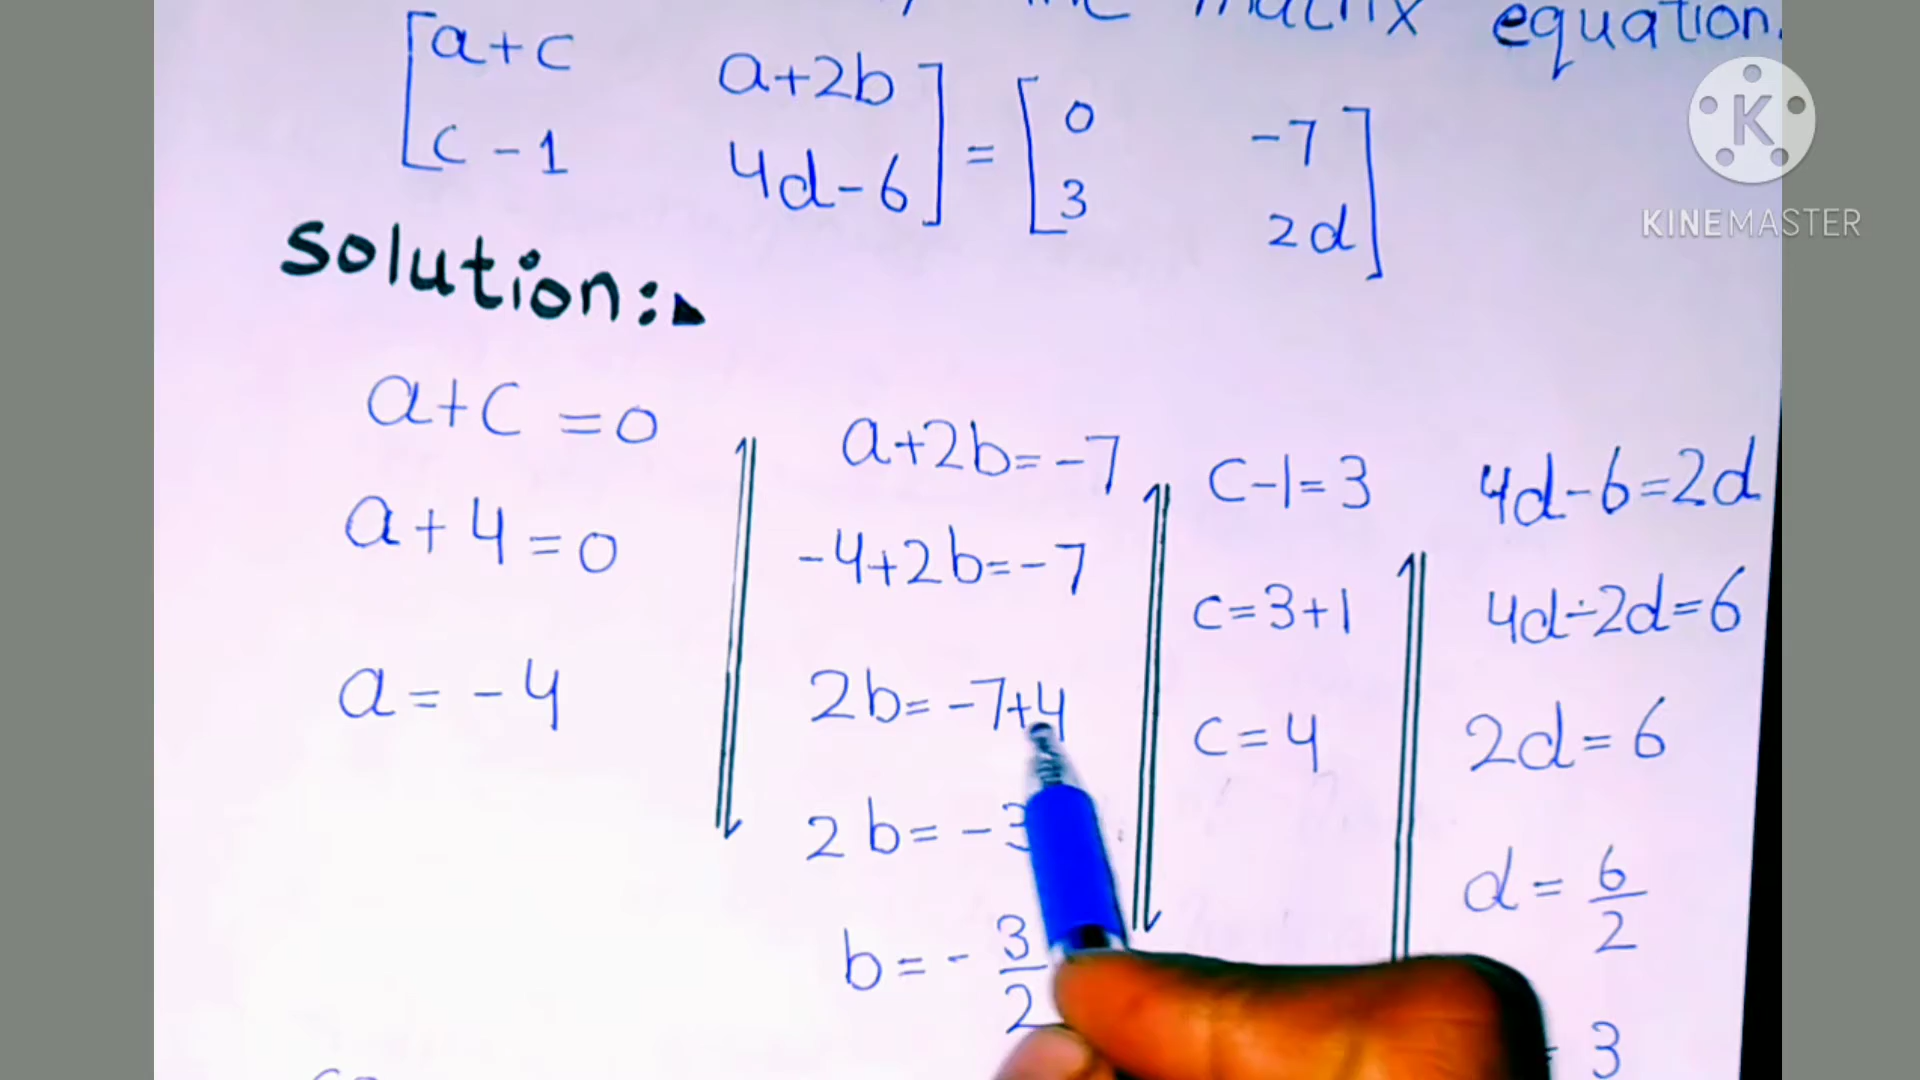 the matrix equation.
[a+c a+2b] = [0 -7]
[c-1 4d-6] [3 2d]
solution:
a+c=0
a+4=0
a=-4
a+2b=-7
-4+2b=-7
2b=-7+4
2b=-3
b=-3/2
c-1=3
c=3+1
c=4
4d-6=2d
4d-2d=6
2d=6
d=6/2
3
K
KINEMASTER